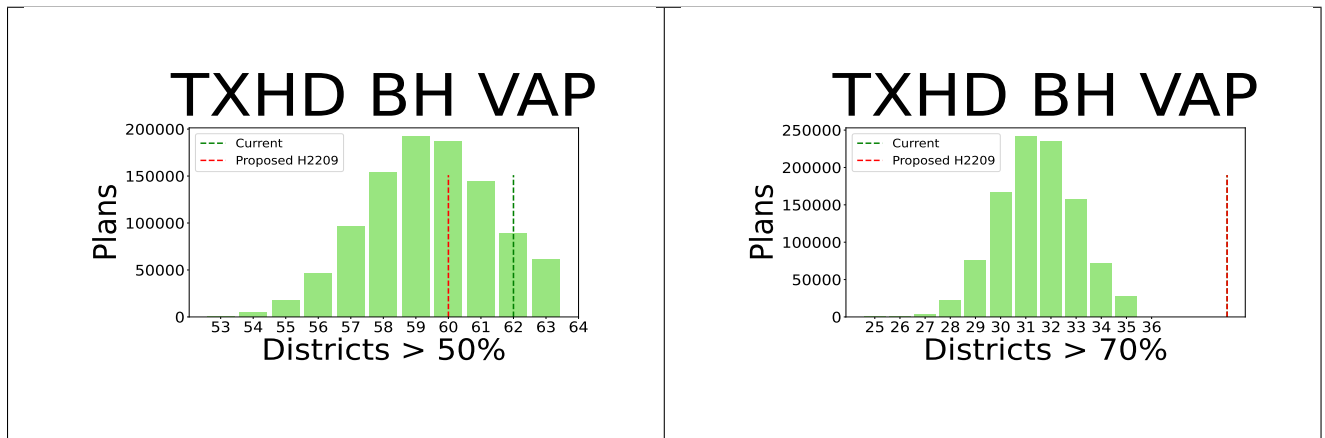 TXHD BH VAP
200000
150000
100000
50000
0
Plans
Current
Proposed H2209
53 54 55 56 57 58 59 60 61 62 63 64
Districts > 50%
TXHD BH VAP
250000
200000
150000
100000
50000
0
Plans
Current
Proposed H2209
25 26 27 28 29 30 31 32 33 34 35 36
Districts > 70%